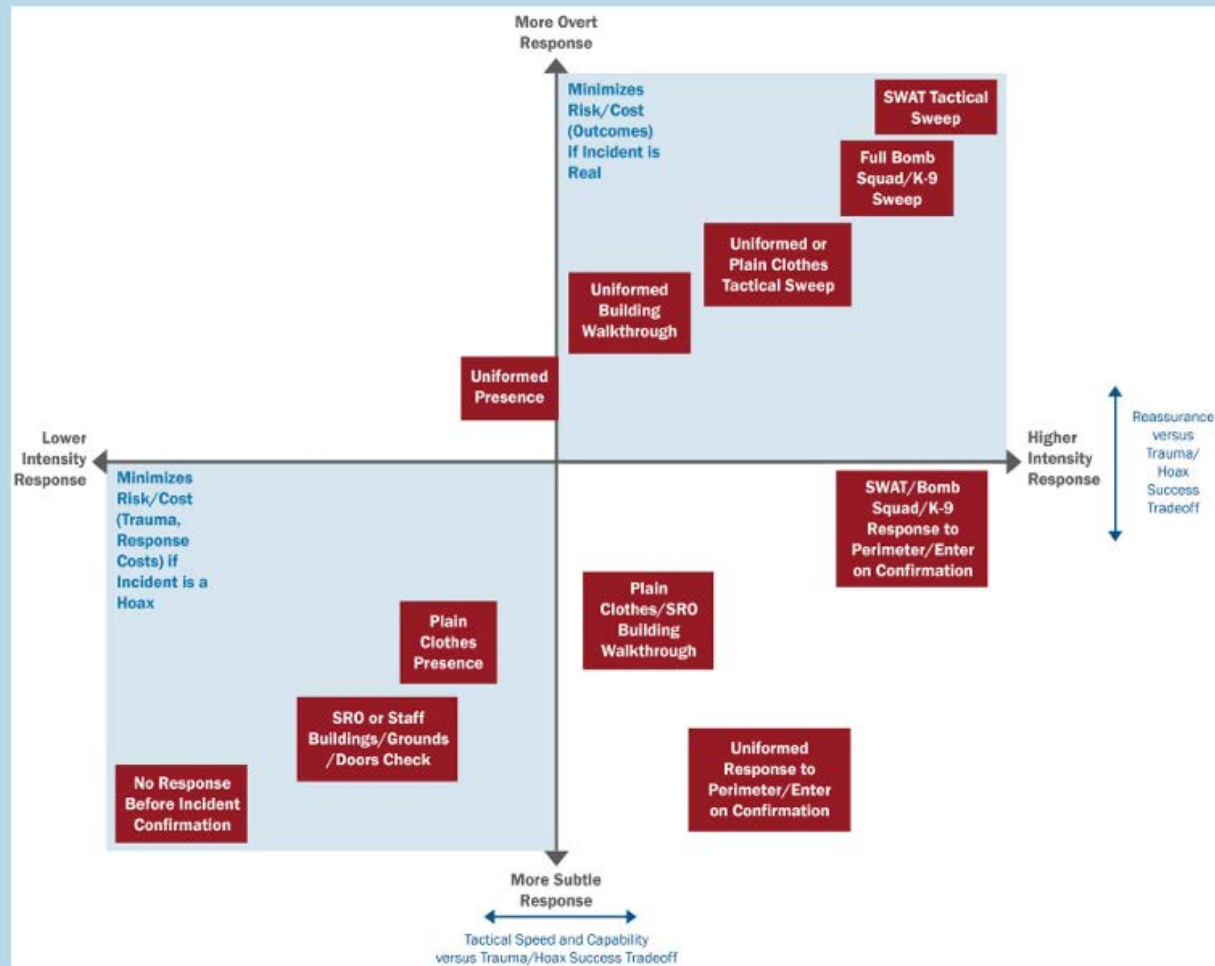 More Overt
Response
Minimizes
Risk/Cost
(Outcomes)
if Incident is
Real
SWAT Tactical
Sweep
Full Bomb
Squad/K-9
Sweep
Uniformed or
Plain Clothes
Tactical Sweep
Uniformed
Building
Walkthrough
Uniformed
Presence
Lower
Intensity
Response
Higher
Intensity
Response
Reassurance
versus
Trauma/
Hoax
Success
Tradeoff
Minimizes
Risk/Cost
(Trauma,
Response
Costs) if
Incident is a
Hoax
SWAT/Bomb
Squad/K-9
Response to
Perimeter/Enter
on Confirmation
Plain
Clothes/SRO
Building
Walkthrough
Plain
Clothes
Presence
SRO or Staff
Buildings/Grounds
/Doors Check
Uniformed
Response to
Perimeter/Enter
on Confirmation
No Response
Before Incident
Confirmation
More Subtle
Response
Tactical Speed and Capability
versus Trauma/Hoax Success Tradeoff